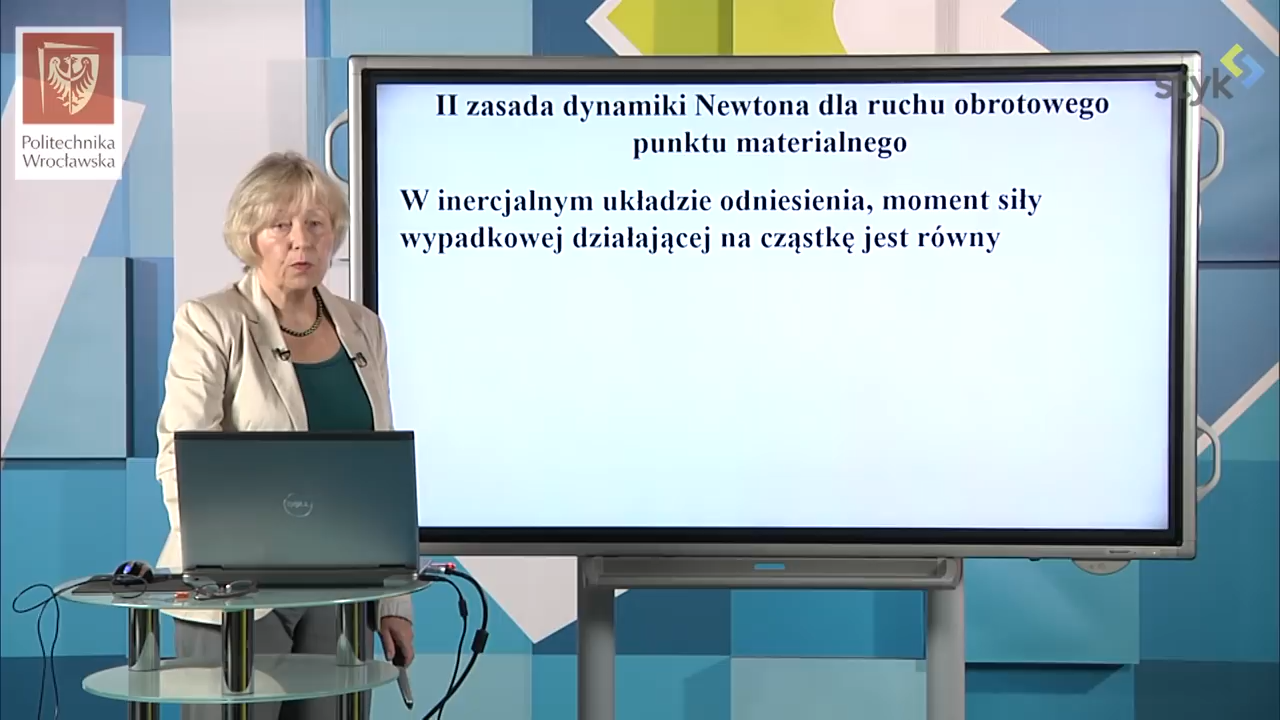 Politechnika
Wrocławska
styk
II zasada dynamiki Newtona dla ruchu obrotowego
punktu materialnego
W inercjalnym układzie odniesienia, moment siły
wypadkowej działającej na cząstkę jest równy
DELL